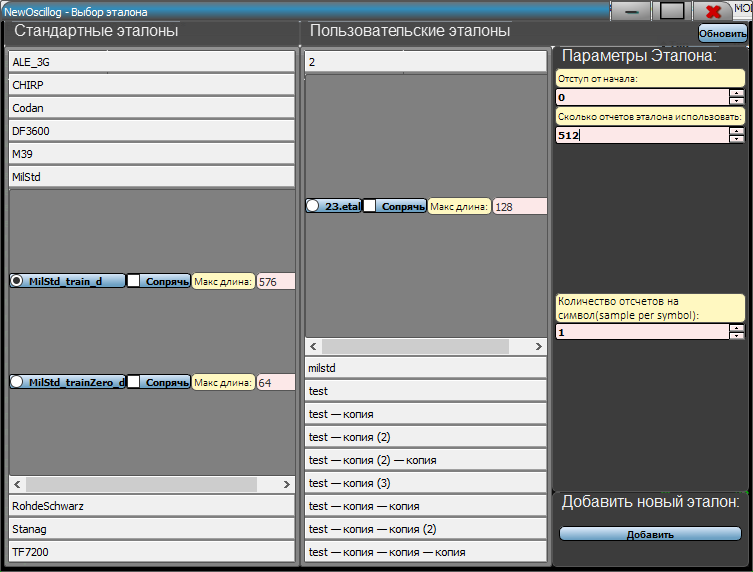 NewOscillog - Выбор эталона
Стандартные эталоны
ALE_3G
CHIRP
Codan
DF3600
M39
MilStd
MilStd_train_d Сопрячь Макс длина: 576
MilStd_trainZero_d Сопрячь Макс длина: 64
RohdeSchwarz
Stanag
TF7200
Пользовательские эталоны
2
23.etal Сопрячь Макс длина: 128
milstd
test
test — копия
test — копия (2)
test — копия (2) — копия
test — копия (3)
test — копия — копия
test — копия — копия (2)
test — копия — копия — копия
Обновить
Параметры Эталона:
Отступ от начала:
0
Сколько отчетов эталона использовать:
512
Количество отсчетов на
символ(sample per symbol):
1
Добавить новый эталон:
Добавить